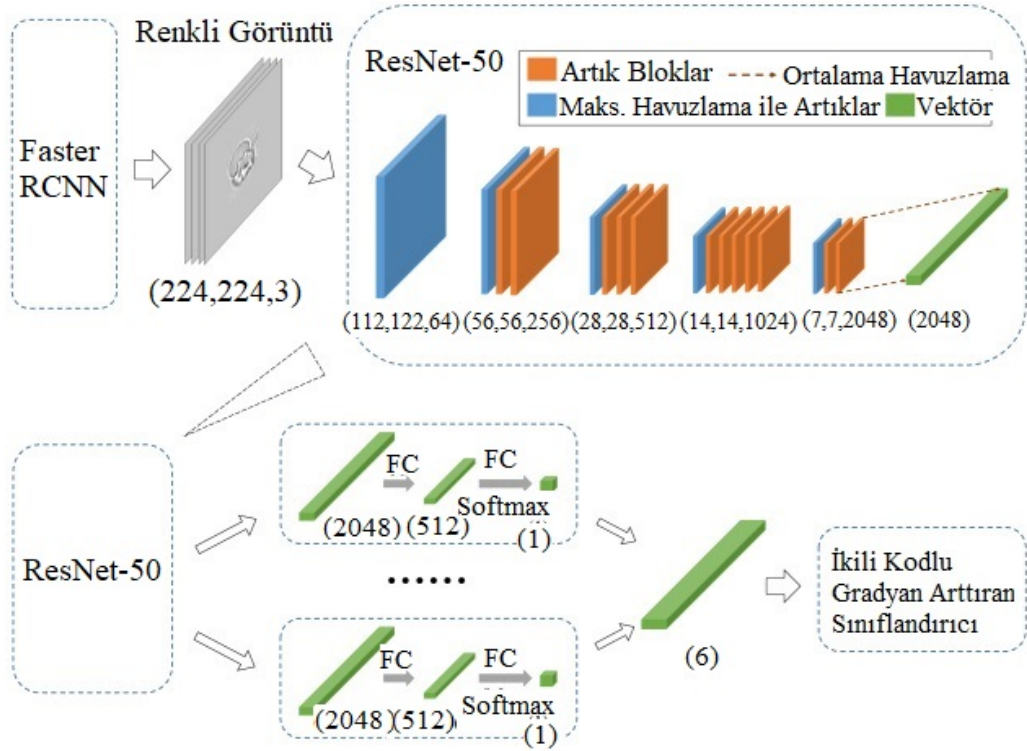 Renkli Görüntü
Faster
RCNN
(224,224,3)
ResNet-50
Artık Bloklar
Ortalama Havuzlama
Maks. Havuzlama ile Artıklar
Vektör
(112,122,64)
(56,56,256)
(28,28,512)
(14,14,1024)
(7,7,2048)
(2048)
ResNet-50
FC
FC
Softmax
(2048)
(512)
(1)
......
FC
FC
Softmax
(2048)
(512)
(1)
(6)
İkili Kodlu
Gradyan Arttıran
Sınıflandırıcı